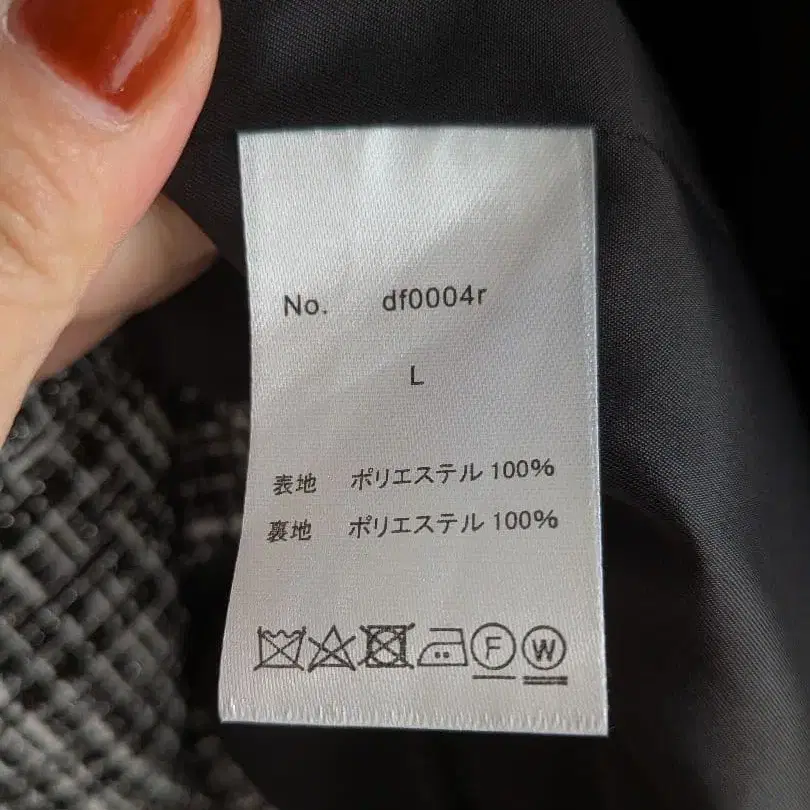 No. df0004r
L
表地 ポリエステル 100%
裏地 ポリエステル 100%
F W